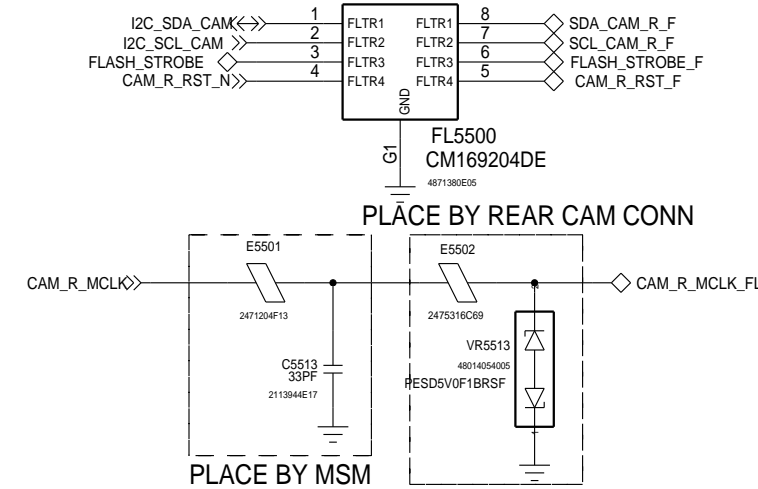 I2C_SDA_CAM 1 FLTR1 FLTR1 8 SDA_CAM_R_F
I2C_SCL_CAM 2 FLTR2 FLTR2 7 SCL_CAM_R_F
FLASH_STROBE 3 FLTR3 FLTR3 6 FLASH_STROBE_F
CAM_R_RST_N 4 FLTR4 FLTR4 5 CAM_R_RST_F
GND
G1
FL5500
CM169204DE
4871380E05
PLACE BY REAR CAM CONN
E5501
E5502
CAM_R_MCLK
CAM_R_MCLK_FL
2471204F13
2475316C69
VR5513
48014054005
PESD5V0F1BRSF
C5513
33PF
2113944E17
PLACE BY MSM